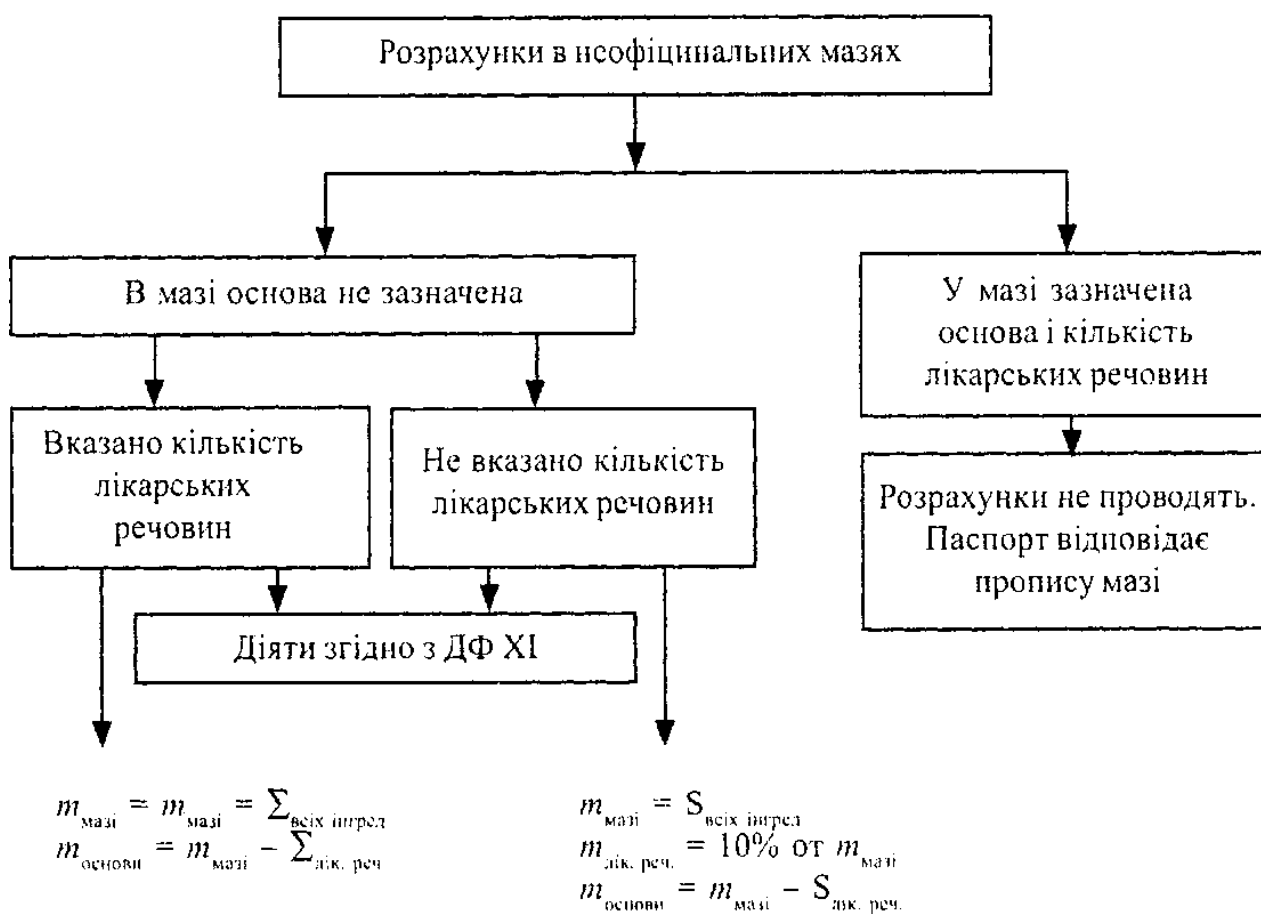 Розрахунки в неофіцинальних мазях
В мазі основа не зазначена
У мазі зазначена
основа і кількість
лікарських речовин
Вказано кількість
лікарських
речовин
Не вказано кількість
лікарських речовин
Розрахунки не проводять.
Паспорт відповідає
пропису мазі
Діяти згідно з ДФ XI
m мазі = m мазі = Σ всіх інгред
m основи = m мазі – Σ лік. реч
m мазі = S всіх інгред
m лік. реч. = 10% от m мазі
m основи = m мазі – S лік. реч.